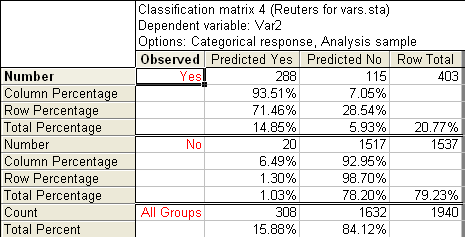 Classification matrix 4 (Reuters for vars.sta)
Dependent variable: Var2
Options: Categorical response, Analysis sample
Observed Predicted Yes Predicted No Row Total
Number Yes 288 115 403
Column Percentage 93.51% 7.05%
Row Percentage 71.46% 28.54%
Total Percentage 14.85% 5.93% 20.77%
Number No 20 1517 1537
Column Percentage 6.49% 92.95%
Row Percentage 1.30% 98.70%
Total Percentage 1.03% 78.20% 79.23%
Count All Groups 308 1632 1940
Total Percent 15.88% 84.12%